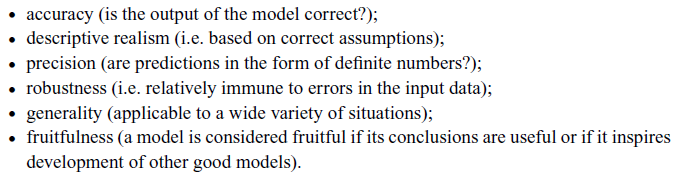 • accuracy (is the output of the model correct?);
• descriptive realism (i.e. based on correct assumptions);
• precision (are predictions in the form of definite numbers?);
• robustness (i.e. relatively immune to errors in the input data);
• generality (applicable to a wide variety of situations);
• fruitfulness (a model is considered fruitful if its conclusions are useful or if it inspires
development of other good models).